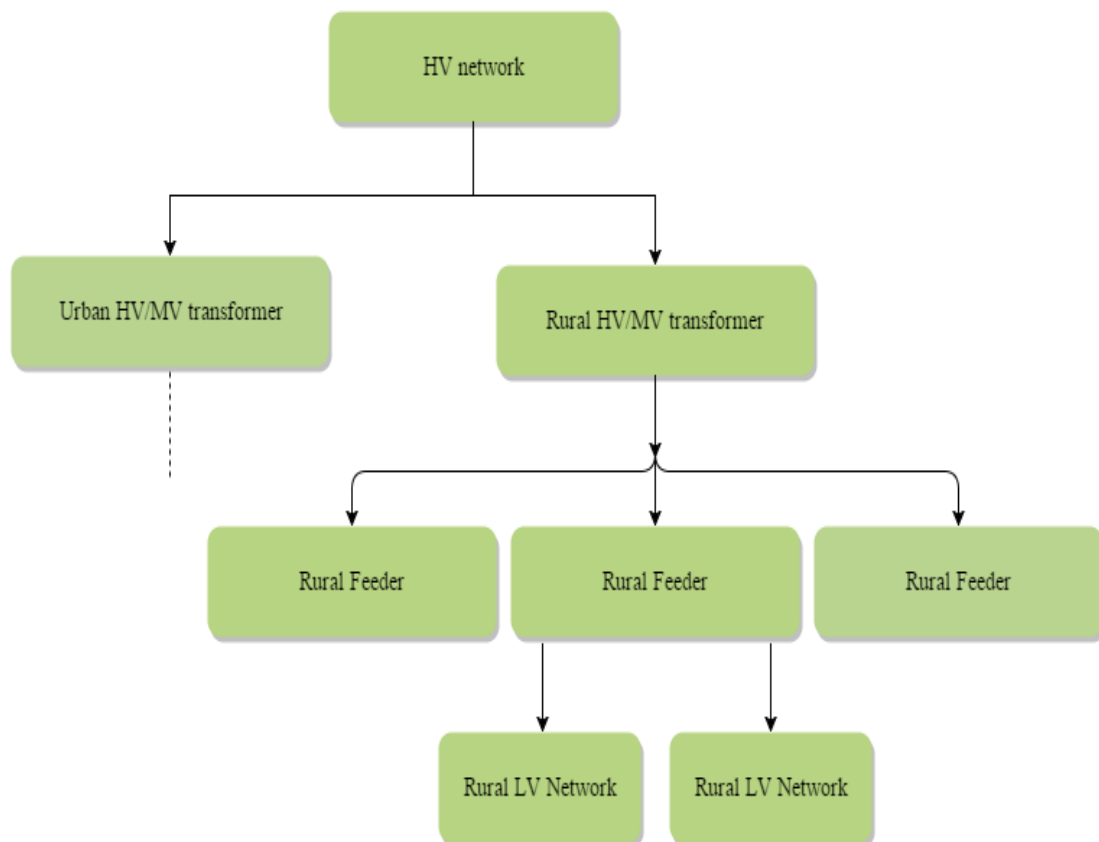 HV network
Urban HV/MV transformer
Rural HV/MV transformer
Rural Feeder
Rural Feeder
Rural Feeder
Rural LV Network
Rural LV Network